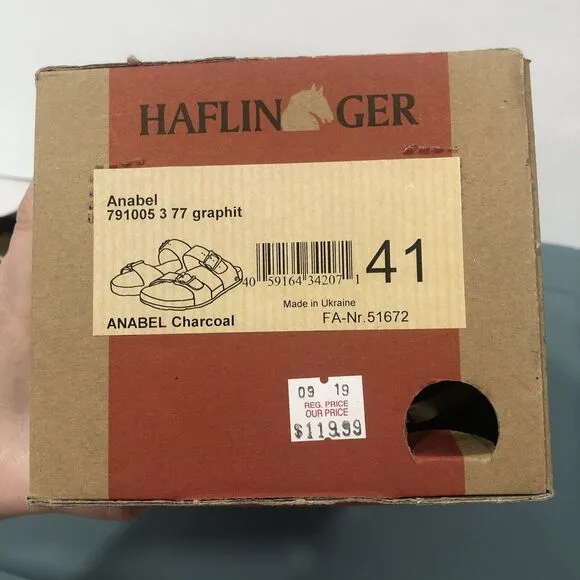 HAFLINGER
Anabel
791005 3 77 graphit
40 59164 34207 1
41
Made in Ukraine
ANABEL Charcoal
FA-Nr.51672
09 19
REG. PRICE
OUR PRICE
$119.99